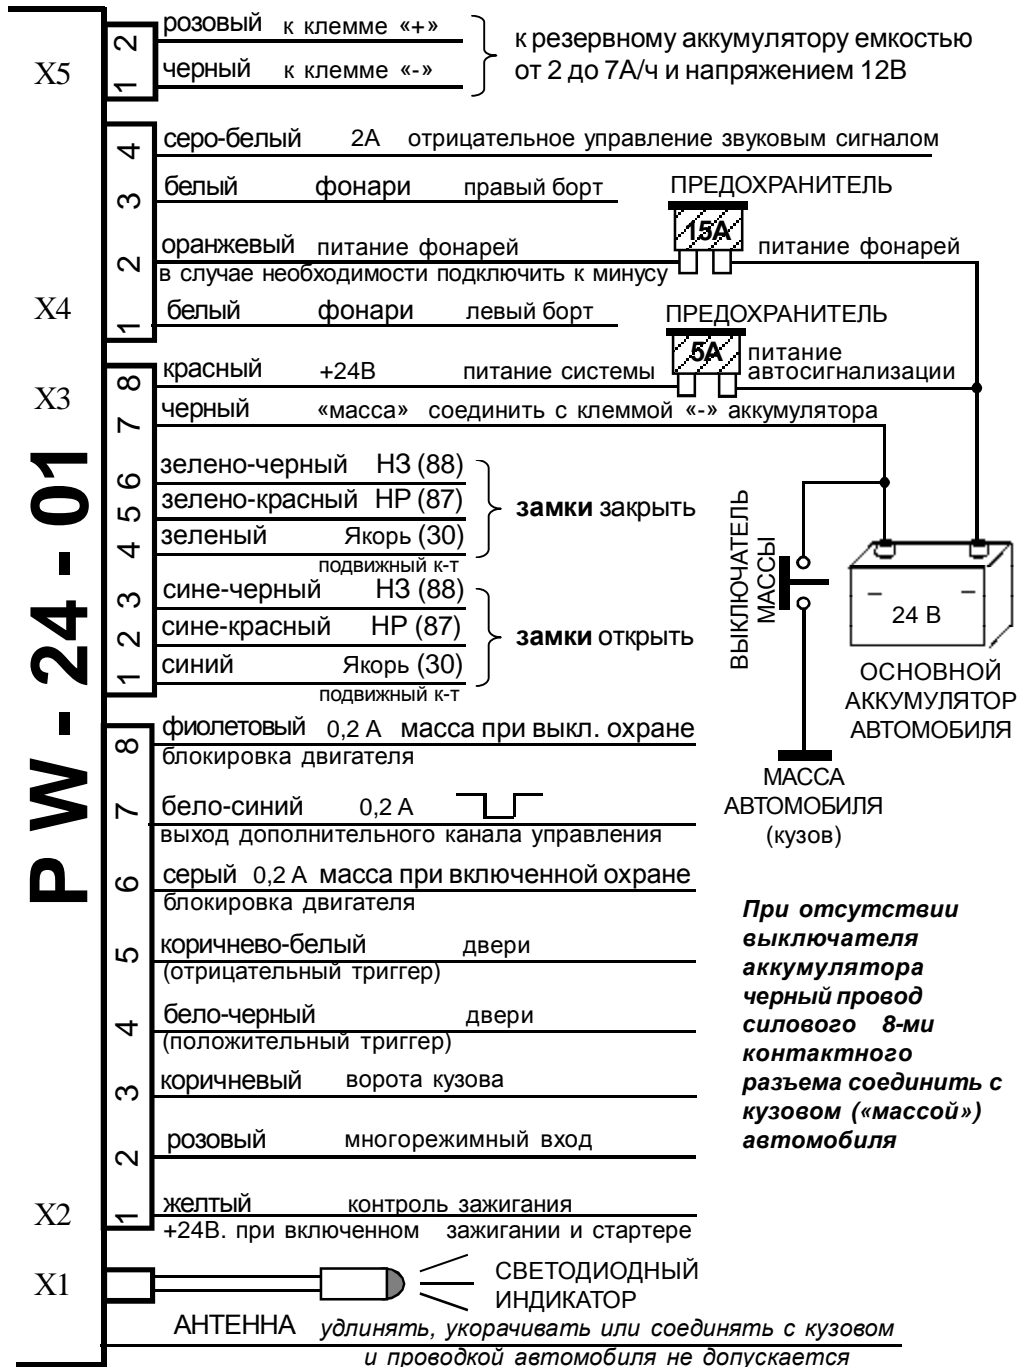 PW-24-01
X5
2 розовый к клемме «+»
1 черный к клемме «-»
к резервному аккумулятору емкостью
от 2 до 7А/ч и напряжением 12В
X4
4 серо-белый 2А отрицательное управление звуковым сигналом
3 белый фонари правый борт
ПРЕДОХРАНИТЕЛЬ
15А
2 оранжевый питание фонарей
питание фонарей
в случае необходимости подключить к минусу
1 белый фонари левый борт
ПРЕДОХРАНИТЕЛЬ
5А
X3
8 красный +24В питание системы
питание
автосигнализации
7 черный «масса» соединить с клеммой «-» аккумулятора
6 зелено-черный НЗ (88)
5 зелено-красный НР (87)
замки закрыть
4 зеленый Якорь (30)
подвижный к-т
3 сине-черный НЗ (88)
2 сине-красный НР (87)
замки открыть
1 синий Якорь (30)
подвижный к-т
ВЫКЛЮЧАТЕЛЬ
МАССЫ
– –
24 В
ОСНОВНОЙ
АККУМУЛЯТОР
АВТОМОБИЛЯ
МАССА
АВТОМОБИЛЯ
(кузов)
X2
8 фиолетовый 0,2 А масса при выкл. охране
блокировка двигателя
7 бело-синий 0,2 А
выход дополнительного канала управления
6 серый 0,2 А масса при включенной охране
блокировка двигателя
5 коричнево-белый двери
(отрицательный триггер)
4 бело-черный двери
(положительный триггер)
3 коричневый ворота кузова
2 розовый многорежимный вход
1 желтый контроль зажигания
+24В. при включенном зажигании и стартере
При отсутствии
выключателя
аккумулятора
черный провод
силового 8-ми
контактного
разъема соединить с
кузовом («массой»)
автомобиля
X1
СВЕТОДИОДНЫЙ
ИНДИКАТОР
АНТЕННА удлинять, укорачивать или соединять с кузовом
и проводкой автомобиля не допускается